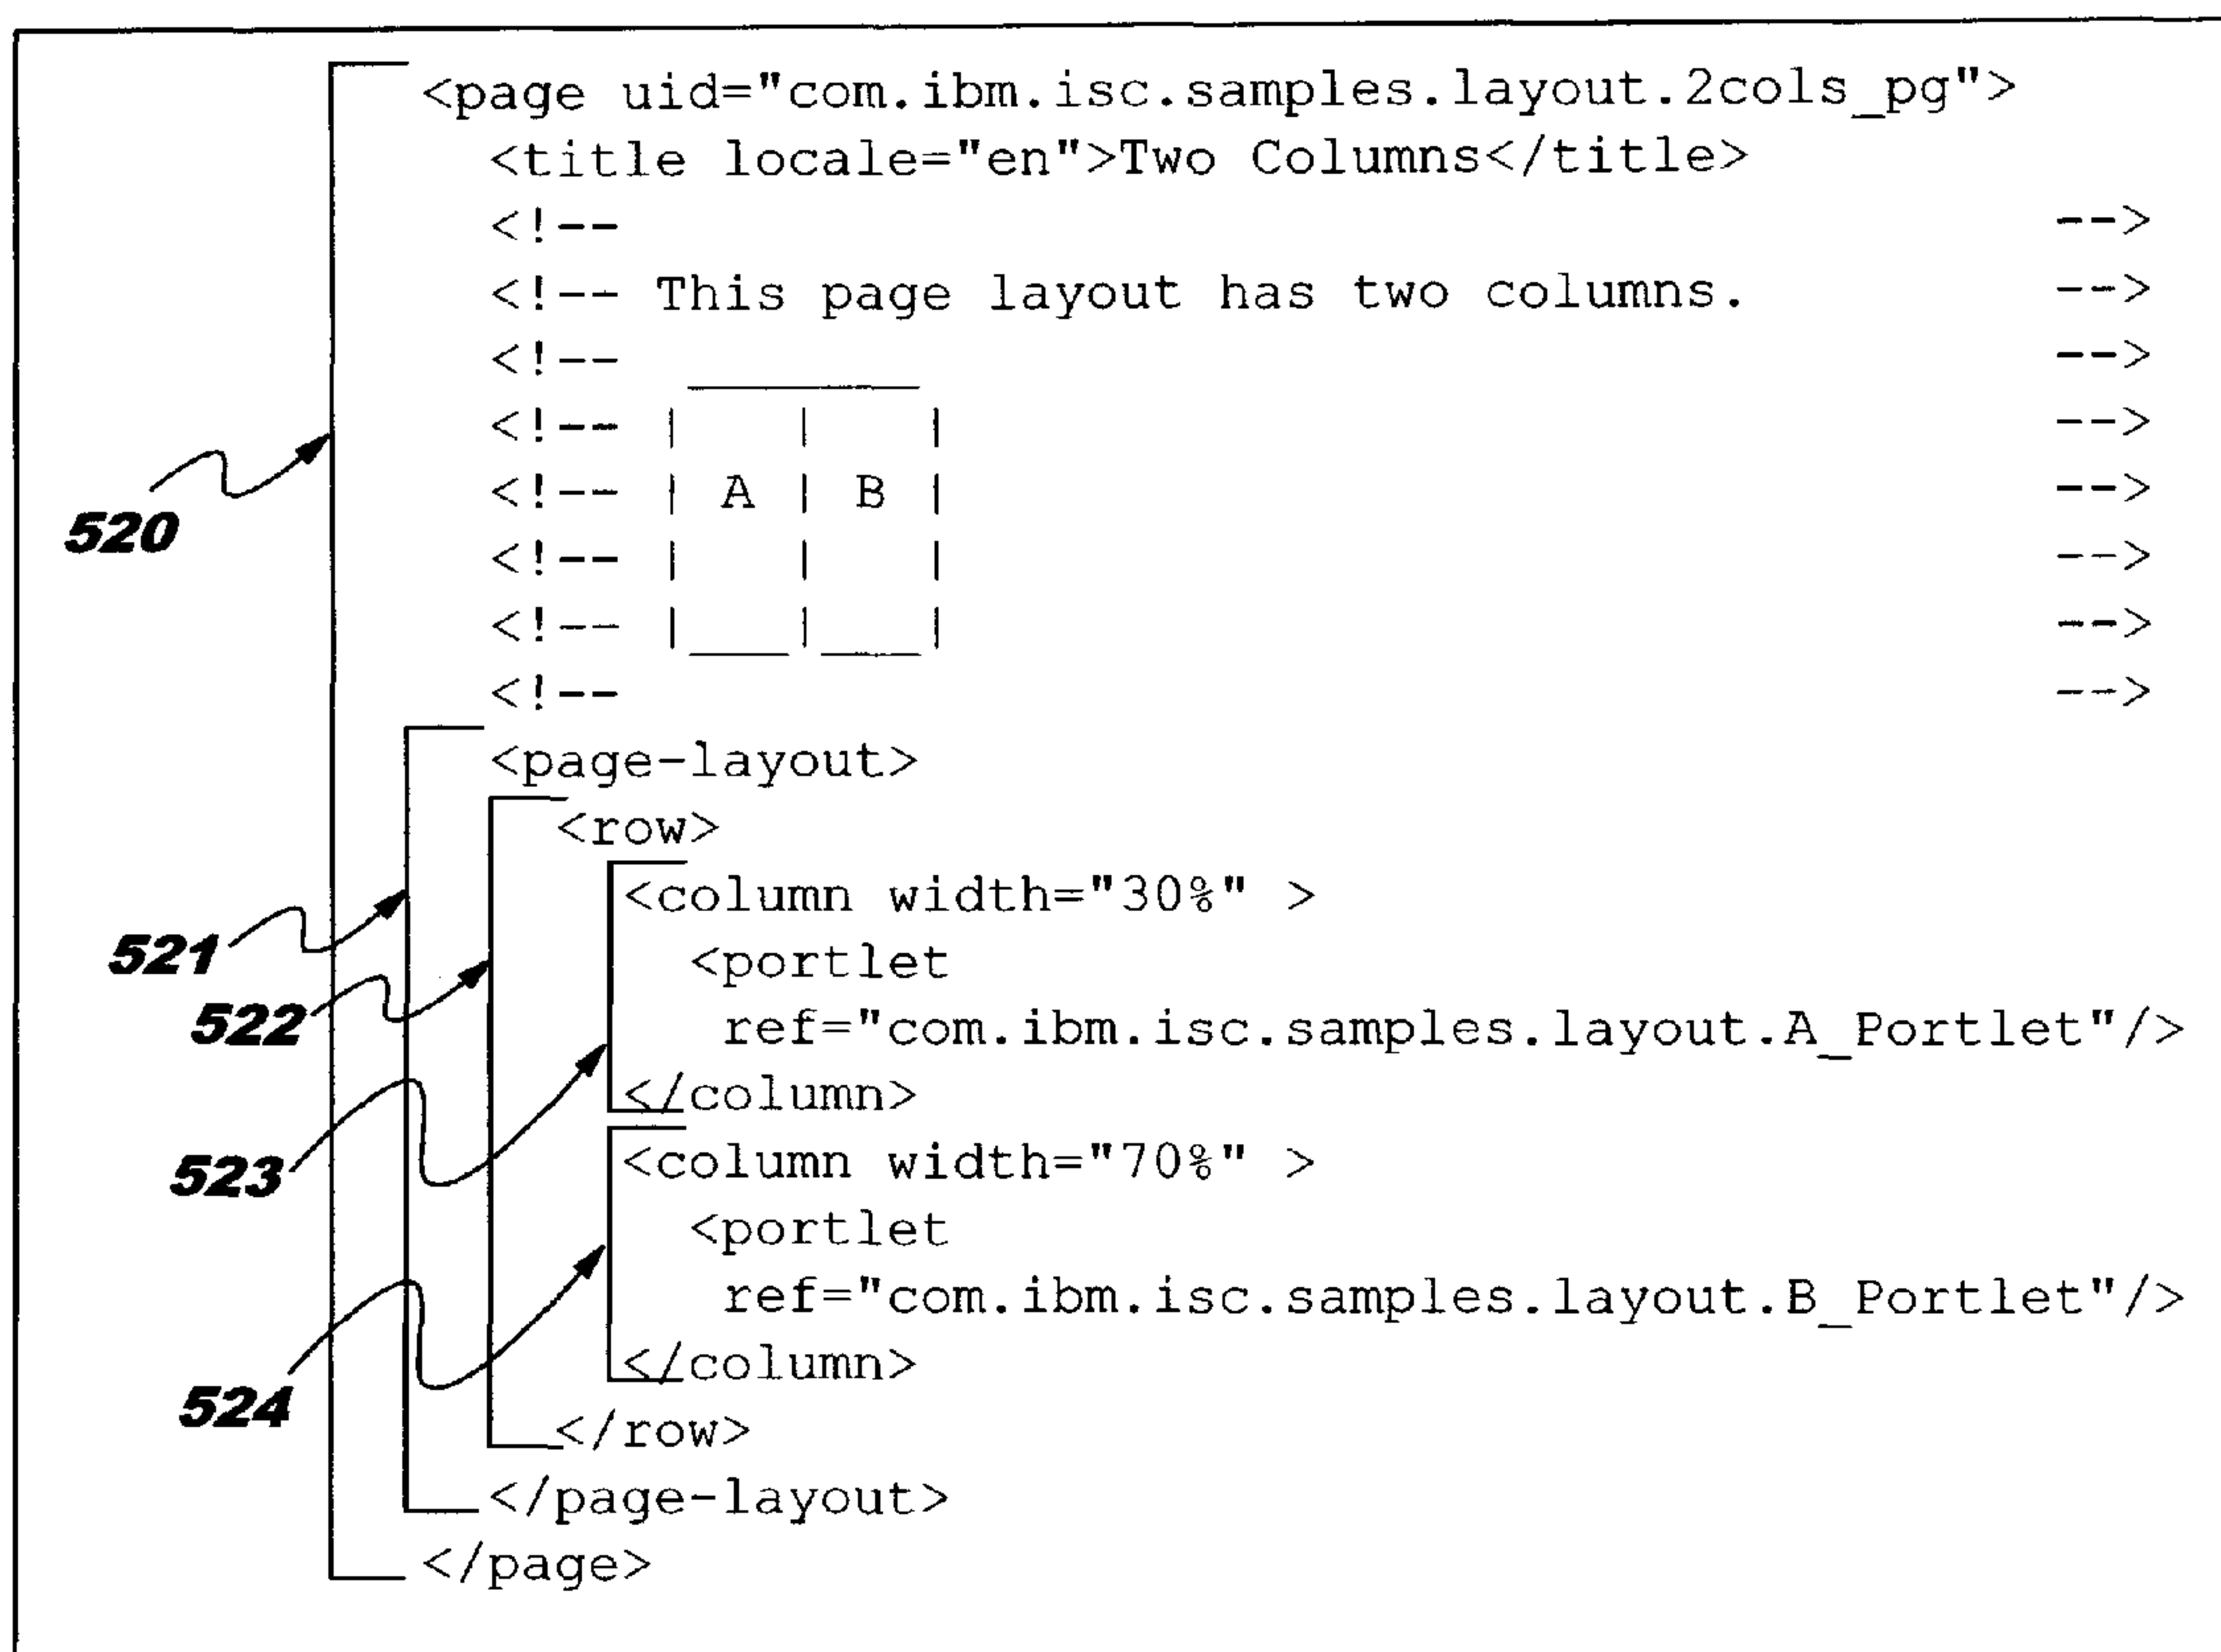 <page uid="com.ibm.isc.samples.layout.2cols_pg">
<title locale="en">Two Columns</title>
<!-- -->
<!-- This page layout has two columns. -->
<!-- -->
<!-- | | | -->
<!-- | A | B | -->
520
<!-- | | | -->
<!-- |___|___| -->
<!-- -->
<page-layout>
<row>
<column width="30%" >
521
<portlet
522
ref="com.ibm.isc.samples.layout.A_Portlet"/>
</column>
523
<column width="70%" >
<portlet
ref="com.ibm.isc.samples.layout.B_Portlet"/>
</column>
524
</row>
</page-layout>
</page>